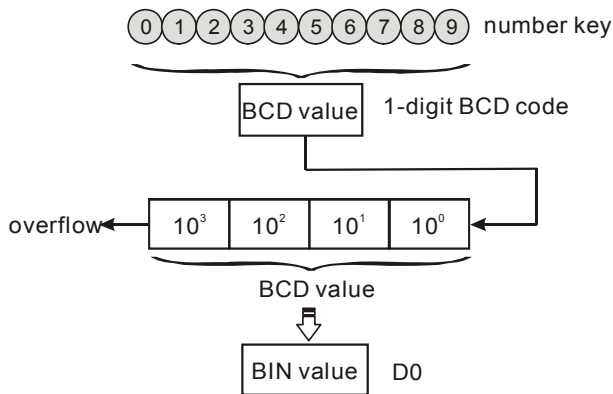 0 1 2 3 4 5 6 7 8 9 number key
BCD value 1-digit BCD code
overflow 10³ 10² 10¹ 10⁰
BCD value
BIN value D0